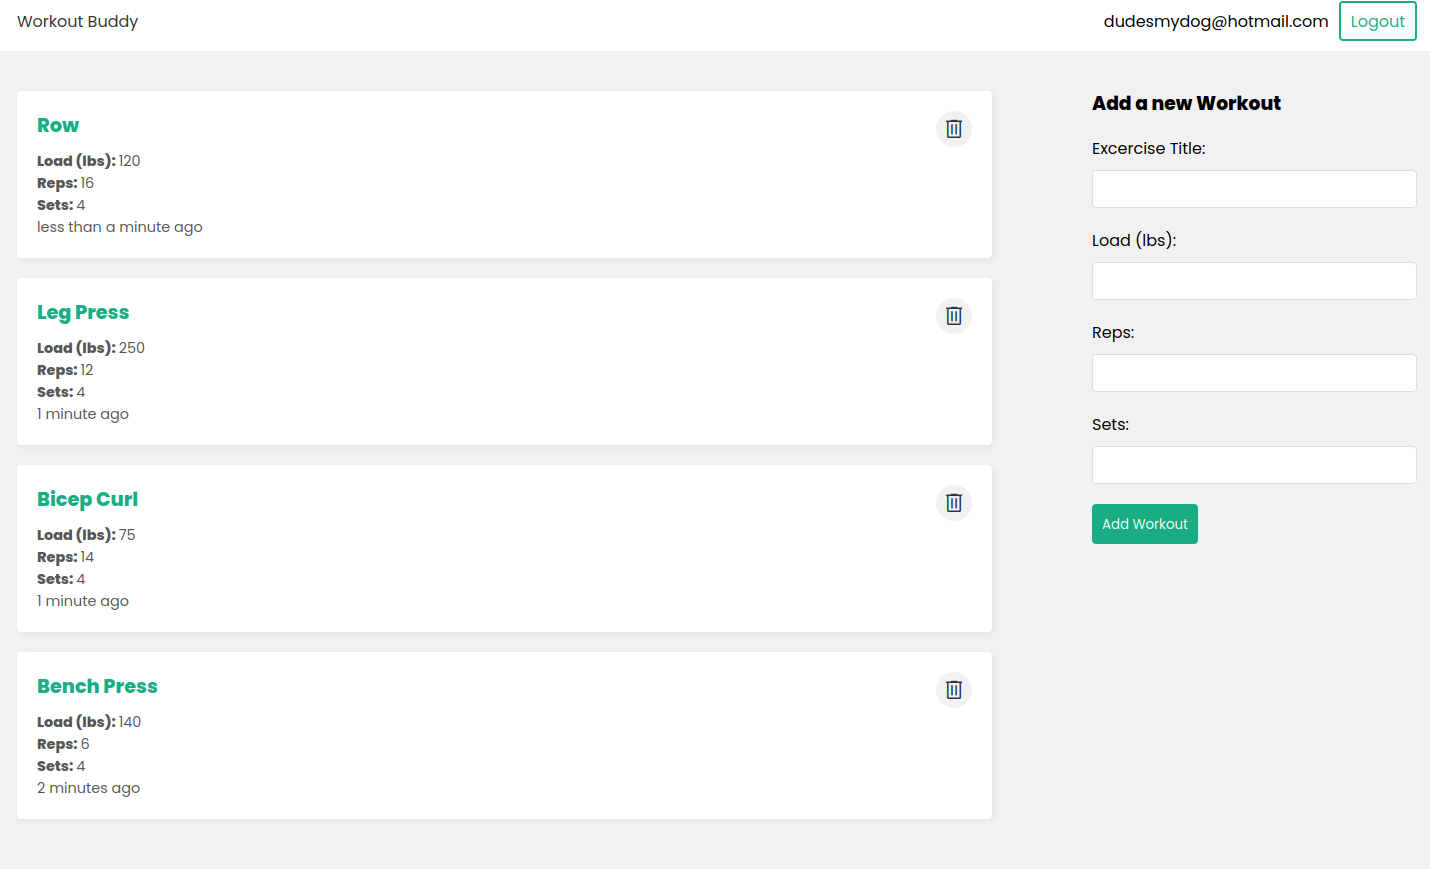 Workout Buddy
dudesmydog@hotmail.com
Logout
Row
Load (lbs): 120
Reps: 16
Sets: 4
less than a minute ago
Leg Press
Load (lbs): 250
Reps: 12
Sets: 4
1 minute ago
Bicep Curl
Load (lbs): 75
Reps: 14
Sets: 4
1 minute ago
Bench Press
Load (lbs): 140
Reps: 6
Sets: 4
2 minutes ago
Add a new Workout
Excercise Title:
Load (lbs):
Reps:
Sets:
Add Workout